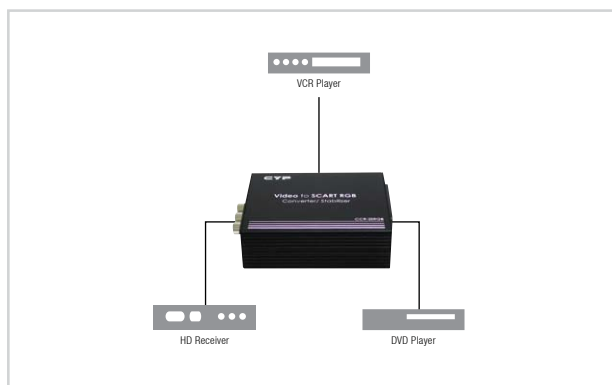 VCR Player
CYP
Video to SCART RGB
Converter/ Stabilizer
HD Receiver
DVD Player